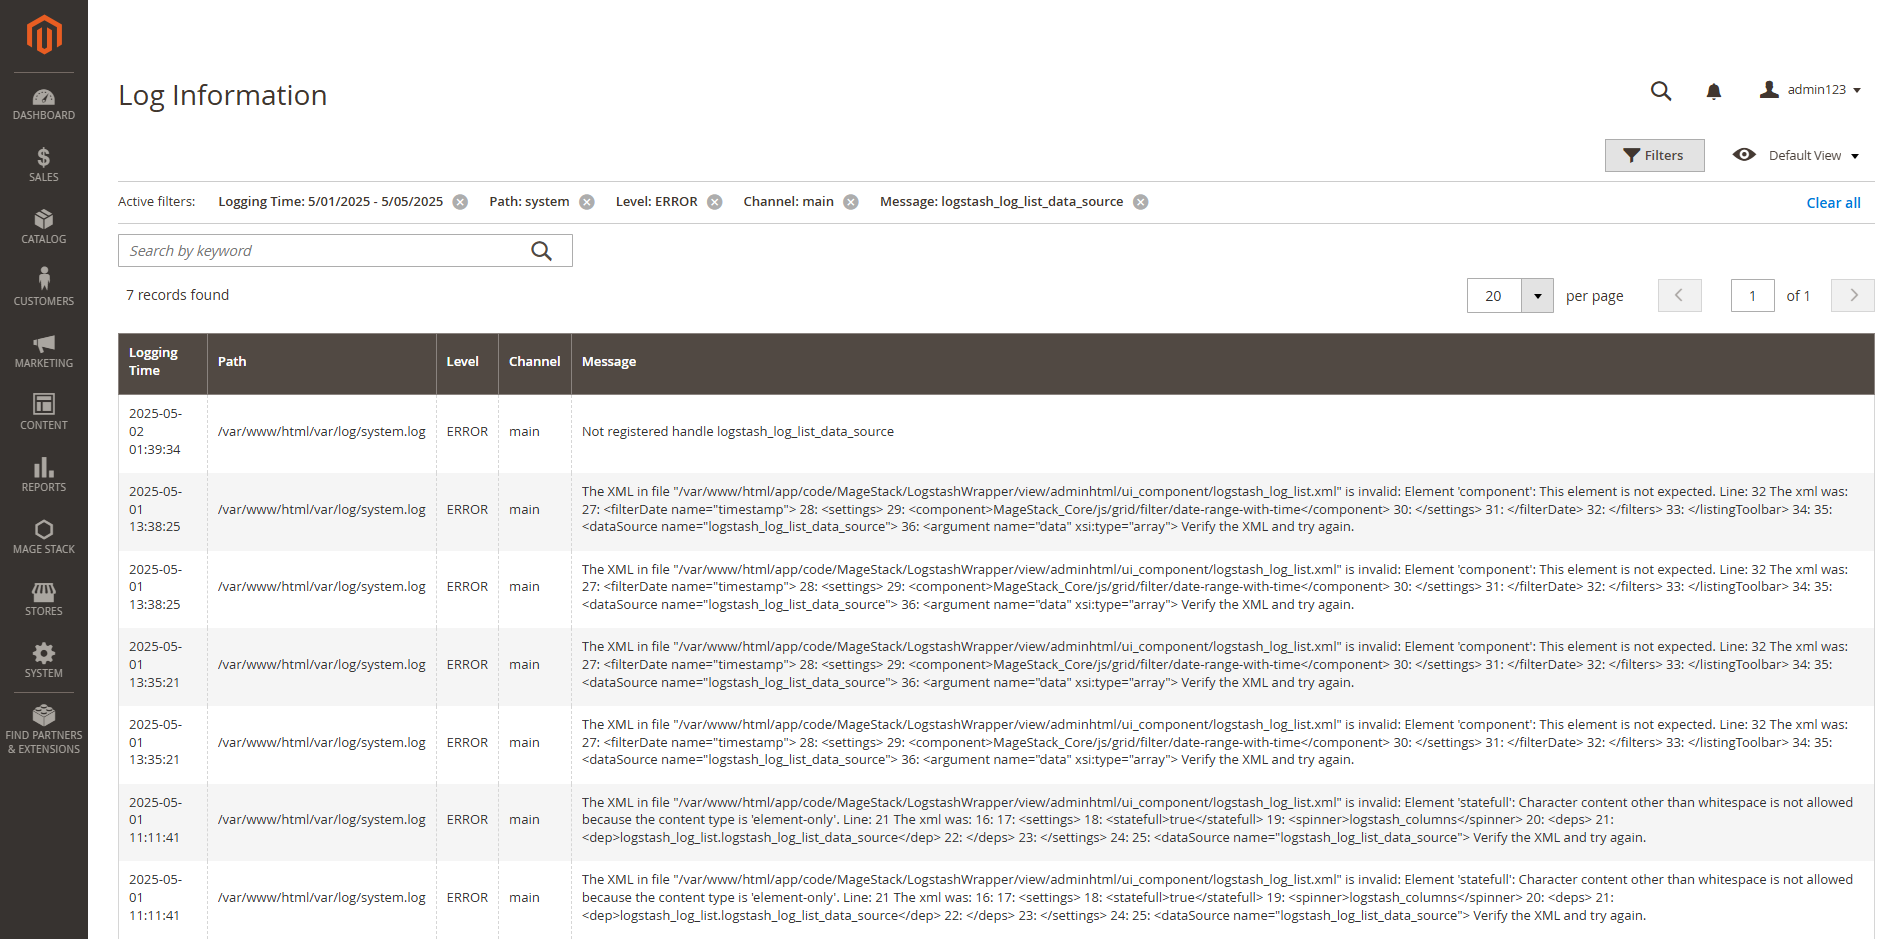 DASHBOARD
SALES
CATALOG
CUSTOMERS
MARKETING
CONTENT
REPORTS
MAGE STACK
STORES
SYSTEM
FIND PARTNERS
& EXTENSIONS
Log Information
admin123
Filters
Default View
Active filters: Logging Time: 5/01/2025 - 5/05/2025 Path: system Level: ERROR Channel: main Message: logstash_log_list_data_source Clear all
Search by keyword
7 records found
20 per page 1 of 1
Logging
Time
Path
Level
Channel
Message
2025-05-
02
01:39:34
/var/www/html/var/log/system.log
ERROR
main
Not registered handle logstash_log_list_data_source
2025-05-
01
13:38:25
/var/www/html/var/log/system.log
ERROR
main
The XML in file "/var/www/html/app/code/MageStack/LogstashWrapper/view/adminhtml/ui_component/logstash_log_list.xml" is invalid: Element 'component': This element is not expected. Line: 32 The xml was:
27: <filterDate name="timestamp"> 28: <settings> 29: <component>MageStack_Core/js/grid/filter/date-range-with-time</component> 30: </settings> 31: </filterDate> 32: </filters> 33: </listingToolbar> 34: 35:
<dataSource name="logstash_log_list_data_source"> 36: <argument name="data" xsi:type="array"> Verify the XML and try again.
2025-05-
01
13:38:25
/var/www/html/var/log/system.log
ERROR
main
The XML in file "/var/www/html/app/code/MageStack/LogstashWrapper/view/adminhtml/ui_component/logstash_log_list.xml" is invalid: Element 'component': This element is not expected. Line: 32 The xml was:
27: <filterDate name="timestamp"> 28: <settings> 29: <component>MageStack_Core/js/grid/filter/date-range-with-time</component> 30: </settings> 31: </filterDate> 32: </filters> 33: </listingToolbar> 34: 35:
<dataSource name="logstash_log_list_data_source"> 36: <argument name="data" xsi:type="array"> Verify the XML and try again.
2025-05-
01
13:35:21
/var/www/html/var/log/system.log
ERROR
main
The XML in file "/var/www/html/app/code/MageStack/LogstashWrapper/view/adminhtml/ui_component/logstash_log_list.xml" is invalid: Element 'component': This element is not expected. Line: 32 The xml was:
27: <filterDate name="timestamp"> 28: <settings> 29: <component>MageStack_Core/js/grid/filter/date-range-with-time</component> 30: </settings> 31: </filterDate> 32: </filters> 33: </listingToolbar> 34: 35:
<dataSource name="logstash_log_list_data_source"> 36: <argument name="data" xsi:type="array"> Verify the XML and try again.
2025-05-
01
13:35:21
/var/www/html/var/log/system.log
ERROR
main
The XML in file "/var/www/html/app/code/MageStack/LogstashWrapper/view/adminhtml/ui_component/logstash_log_list.xml" is invalid: Element 'component': This element is not expected. Line: 32 The xml was:
27: <filterDate name="timestamp"> 28: <settings> 29: <component>MageStack_Core/js/grid/filter/date-range-with-time</component> 30: </settings> 31: </filterDate> 32: </filters> 33: </listingToolbar> 34: 35:
<dataSource name="logstash_log_list_data_source"> 36: <argument name="data" xsi:type="array"> Verify the XML and try again.
2025-05-
01
11:11:41
/var/www/html/var/log/system.log
ERROR
main
The XML in file "/var/www/html/app/code/MageStack/LogstashWrapper/view/adminhtml/ui_component/logstash_log_list.xml" is invalid: Element 'statefull': Character content other than whitespace is not allowed
because the content type is 'element-only'. Line: 21 The xml was: 16: 17: <settings> 18: <statefull>true</statefull> 19: <spinner>logstash_columns</spinner> 20: <deps> 21:
<dep>logstash_log_list.logstash_log_list_data_source</dep> 22: </deps> 23: </settings> 24: 25: <dataSource name="logstash_log_list_data_source"> Verify the XML and try again.
2025-05-
01
11:11:41
/var/www/html/var/log/system.log
ERROR
main
The XML in file "/var/www/html/app/code/MageStack/LogstashWrapper/view/adminhtml/ui_component/logstash_log_list.xml" is invalid: Element 'statefull': Character content other than whitespace is not allowed
because the content type is 'element-only'. Line: 21 The xml was: 16: 17: <settings> 18: <statefull>true</statefull> 19: <spinner>logstash_columns</spinner> 20: <deps> 21:
<dep>logstash_log_list.logstash_log_list_data_source</dep> 22: </deps> 23: </settings> 24: 25: <dataSource name="logstash_log_list_data_source"> Verify the XML and try again.